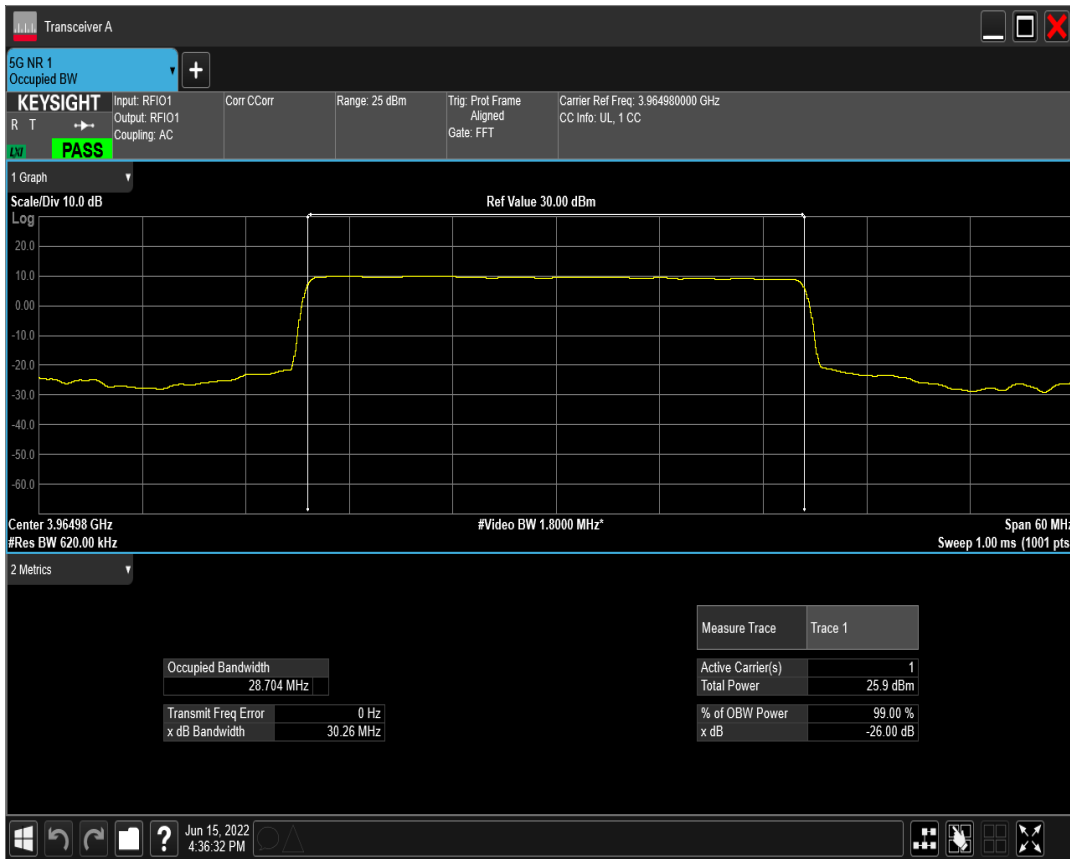 Transceiver A
5G NR 1
Occupied BW
KEYSIGHT
R T
LXI
PASS
Input: RFIO1
Output: RFIO1
Coupling: AC
Corr CCorr
Range: 25 dBm
Trig: Prot Frame
Aligned
Gate: FFT
Carrier Ref Freq: 3.964980000 GHz
CC Info: UL, 1 CC
1 Graph
Scale/Div 10.0 dB
Ref Value 30.00 dBm
Log
20.0
10.0
0.00
-10.0
-20.0
-30.0
-40.0
-50.0
-60.0
Center 3.96498 GHz
#Video BW 1.8000 MHz*
Span 60 MHz
#Res BW 620.00 kHz
Sweep 1.00 ms (1001 pts
2 Metrics
Measure Trace Trace 1
Occupied Bandwidth
28.704 MHz
Active Carrier(s) 1
Total Power 25.9 dBm
Transmit Freq Error 0 Hz
x dB Bandwidth 30.26 MHz
% of OBW Power 99.00 %
x dB -26.00 dB
?
Jun 15, 2022
4:36:32 PM